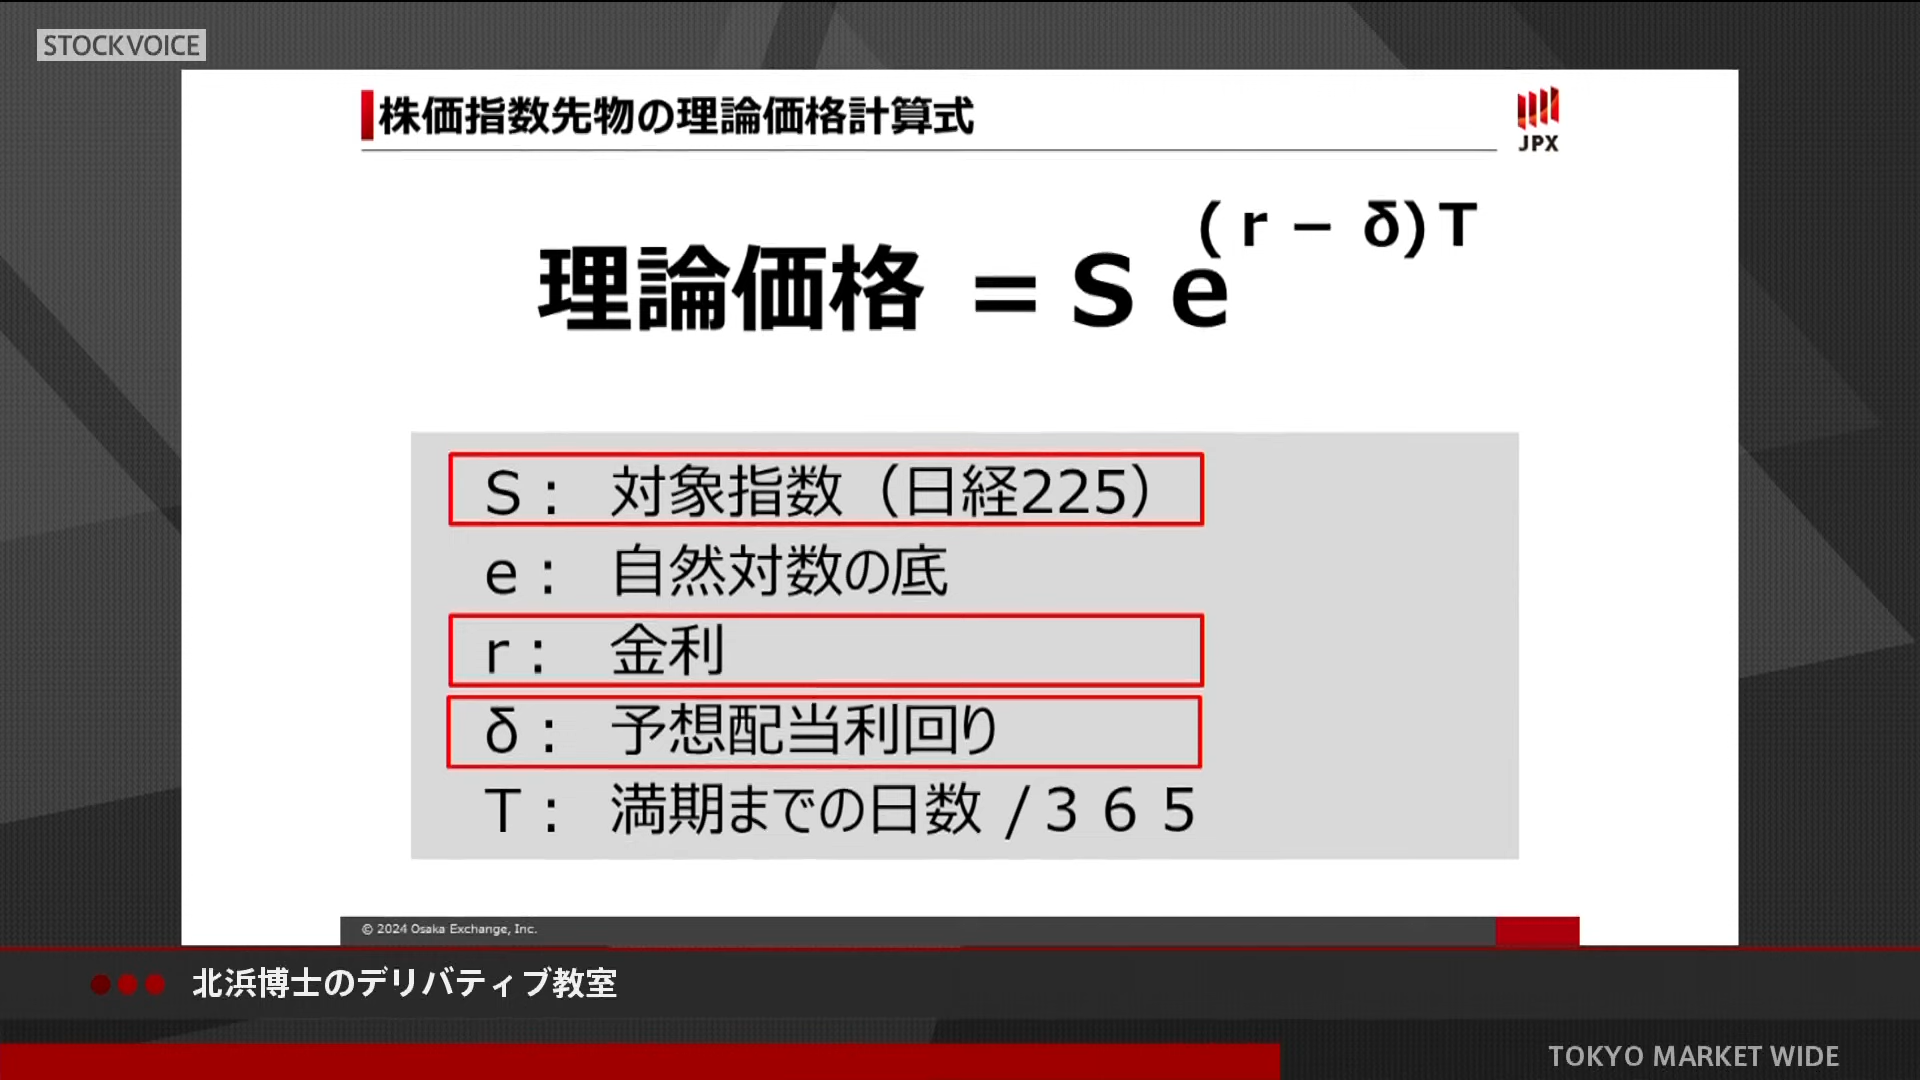 STOCKVOICE
株価指数先物の理論価格計算式
JPX
理論価格 = S e^(r − δ)T
S： 対象指数（日経225）
e： 自然対数の底
r： 金利
δ： 予想配当利回り
T： 満期までの日数 /３６５
© 2024 Osaka Exchange, Inc.
北浜博士のデリバティブ教室
TOKYO MARKET WIDE